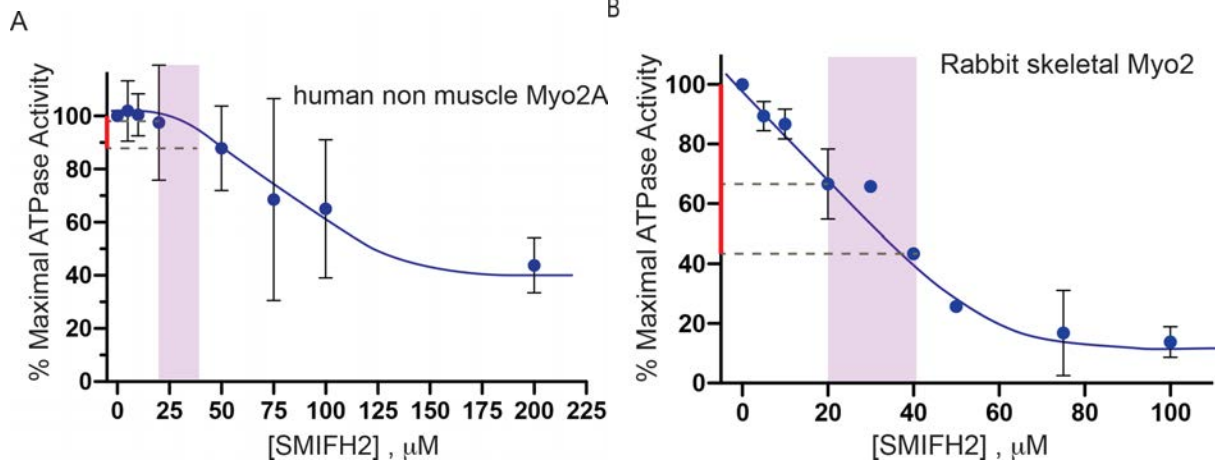 A
human non muscle Myo2A
% Maximal ATPase Activity
100
80
60
40
20
0
0 25 50 75 100 125 150 175 200 225
[SMIFH2] , μM
B
Rabbit skeletal Myo2
% Maximal ATPase Activity
100
80
60
40
20
0
0 20 40 60 80 100
[SMIFH2] , μM